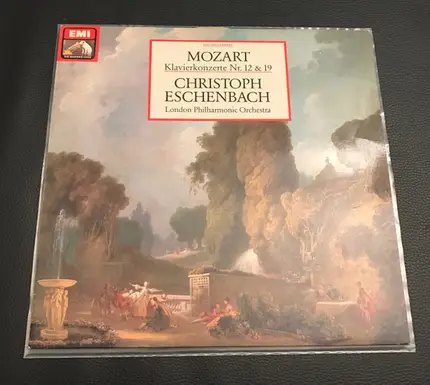 EMI
MOZART
Klavierkonzerte Nr. 12 & 19
CHRISTOPH
ESCHENBACH
London Philharmonic Orchestra